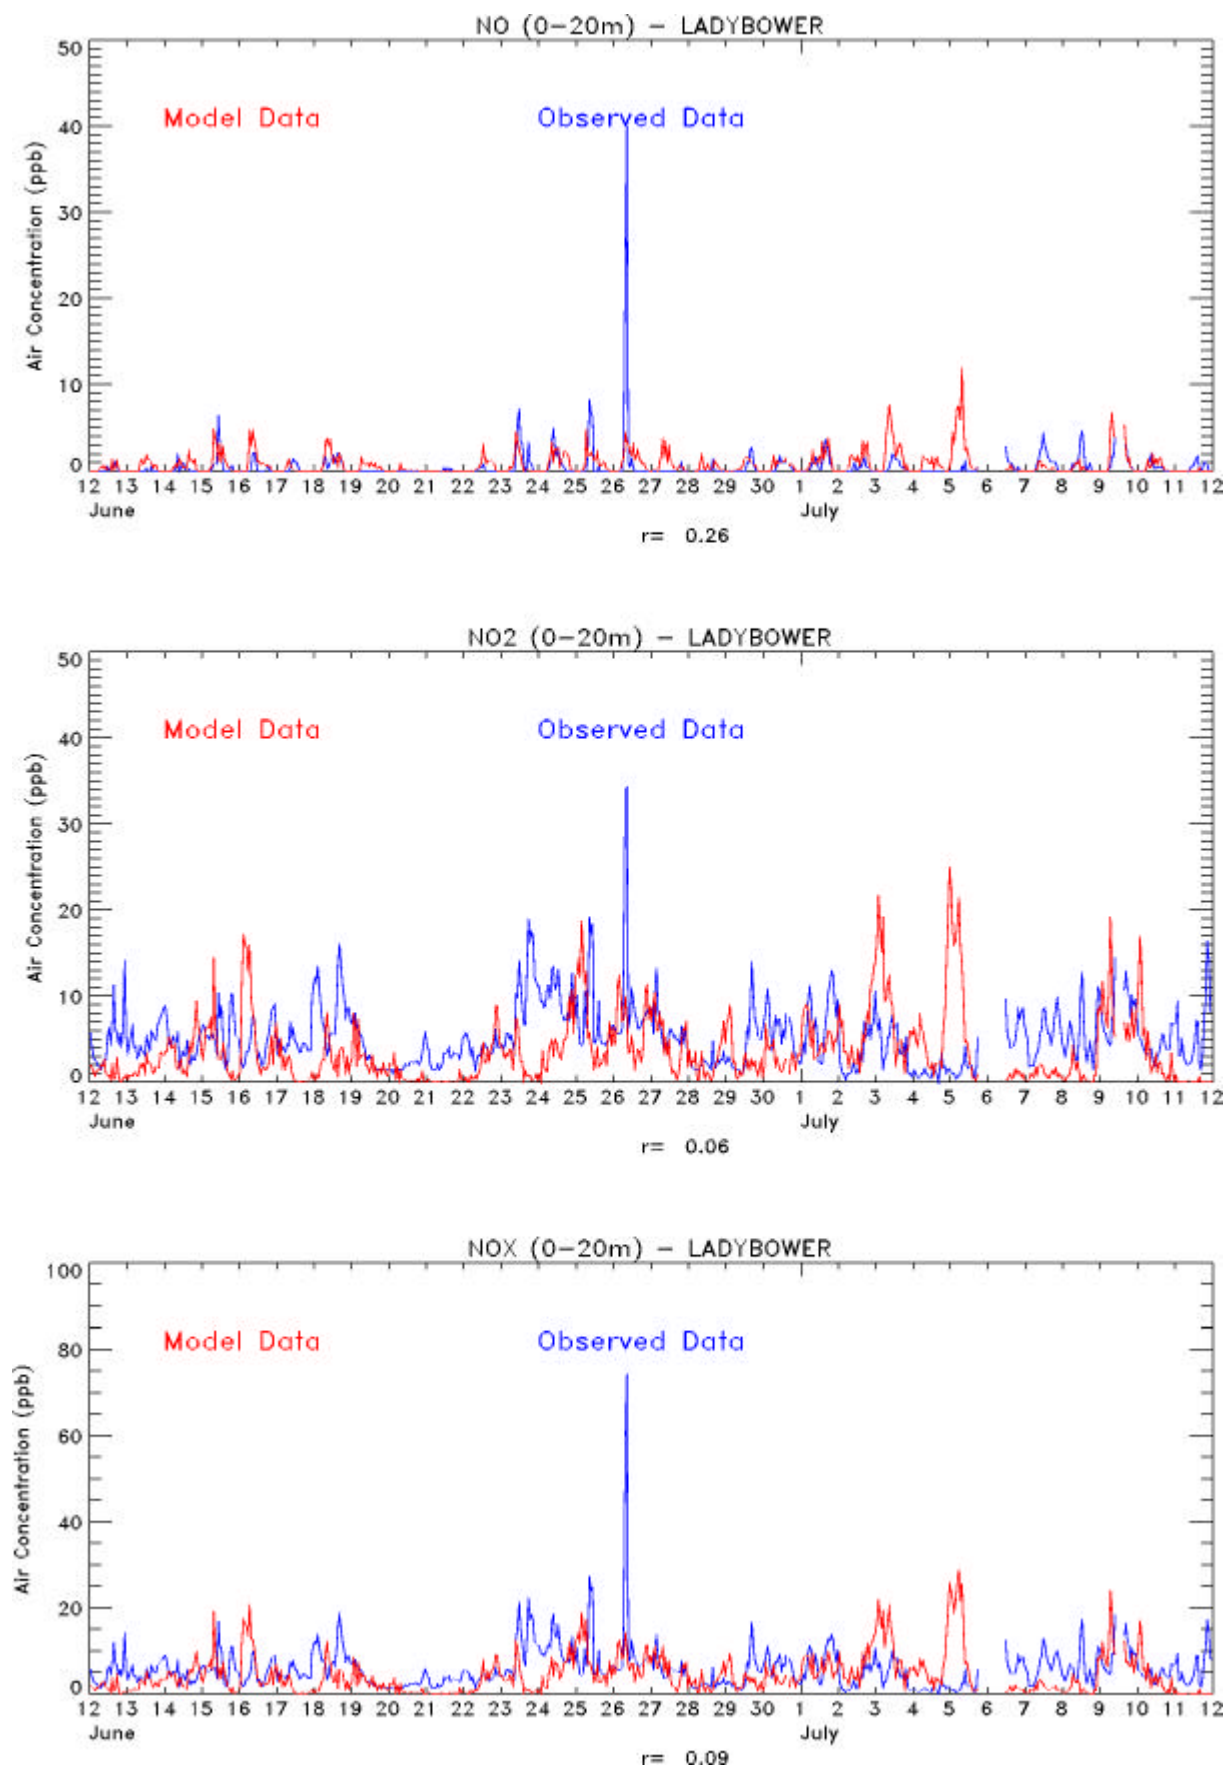 NO (0-20m) - LADYBOWER
50
40
30
20
10
0
Air Concentration (ppb)
Model Data
Observed Data
12 13 14 15 16 17 18 19 20 21 22 23 24 25 26 27 28 29 30 1 2 3 4 5 6 7 8 9 10 11 12
June July
r= 0.26
NO2 (0-20m) - LADYBOWER
50
40
30
20
10
0
Air Concentration (ppb)
Model Data
Observed Data
12 13 14 15 16 17 18 19 20 21 22 23 24 25 26 27 28 29 30 1 2 3 4 5 6 7 8 9 10 11 12
June July
r= 0.06
NOX (0-20m) - LADYBOWER
100
80
60
40
20
0
Air Concentration (ppb)
Model Data
Observed Data
12 13 14 15 16 17 18 19 20 21 22 23 24 25 26 27 28 29 30 1 2 3 4 5 6 7 8 9 10 11 12
June July
r= 0.09